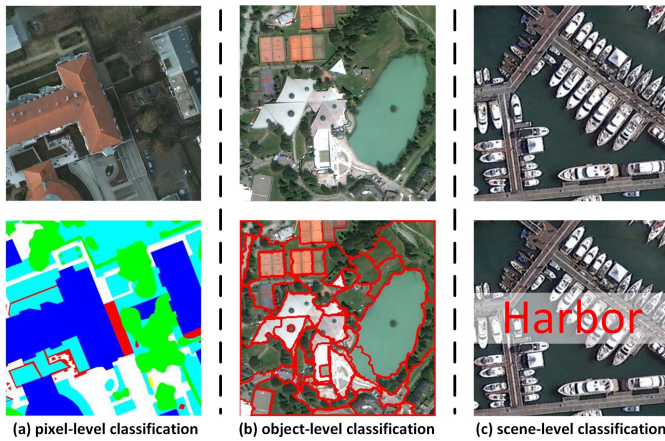 Harbor
(a) pixel-level classification
(b) object-level classification
(c) scene-level classification